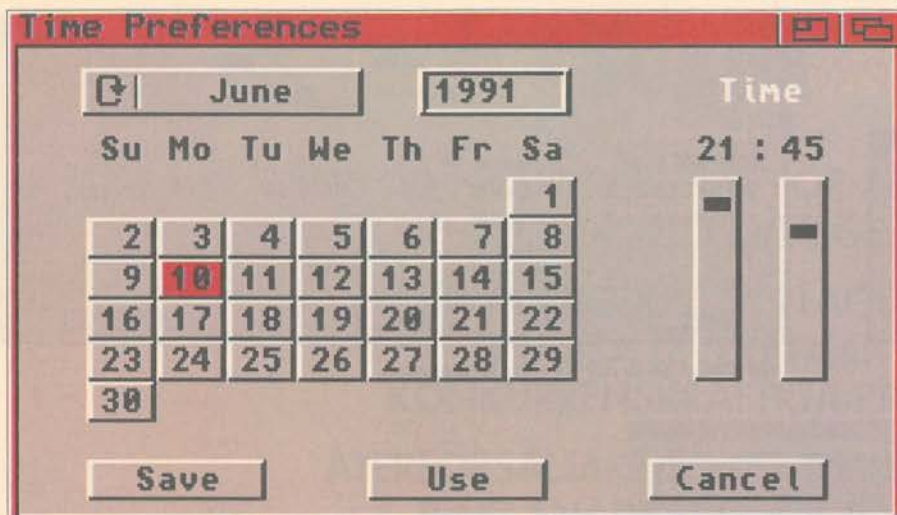 Time Preferences
June 1991 Time
Su Mo Tu We Th Fr Sa 21 : 45
1
2 3 4 5 6 7 8
9 10 11 12 13 14 15
16 17 18 19 20 21 22
23 24 25 26 27 28 29
30
Save Use Cancel